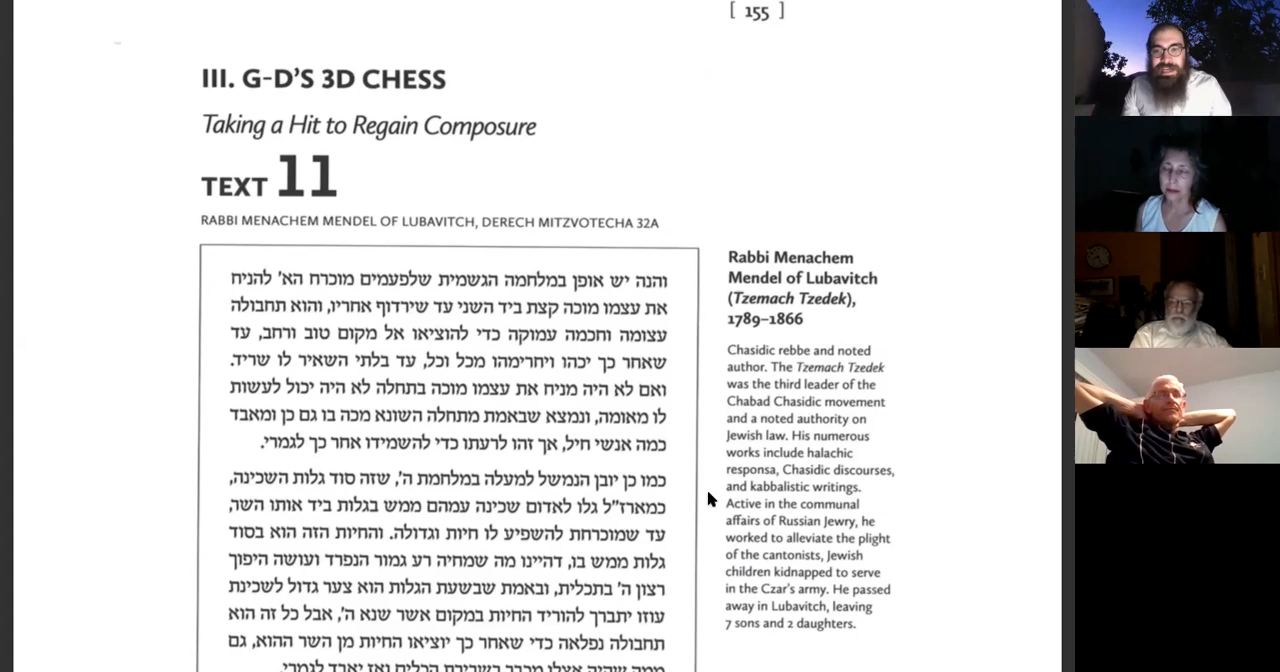 [ 155 ]
III. G-D'S 3D CHESS
Taking a Hit to Regain Composure
TEXT 11
RABBI MENACHEM MENDEL OF LUBAVITCH, DERECH MITZVOTECHA 32A
והנה יש אופן במלחמה הגשמית שלפעמים מוכרח הא' להניח
את עצמו מוכה קצת ביד השני עד שירדוף אחריו, והוא תחבולה
עצומה וחכמה עמוקה כדי להוציאו אל מקום טוב ורחב, עד
שאחר כך יכהו ויחרימהו מכל וכל, עד בלתי השאיר לו שריד.
ואם לא היה מניח את עצמו מוכה בתחלה לא היה יכול לעשות
לו מאומה, ונמצא שבאמת מתחלה השונא מכה בו גם כן ומאבד
כמה אנשי חיל, אך זהו לרעתו כדי להשמידו אחר כך לגמרי.
כמו כן יובן הנמשל למעלה במלחמת ה', שזה סוד גלות השכינה,
כמארז"ל גלו לאדום שכינה עמהם ממש בגלות ביד אותו השר,
עד שמוכרחת להשפיע לו חיות וגדולה. והחיות הזה הוא בסוד
גלות ממש בו, דהיינו מה שמחיה רע גמור הנפרד ועושה היפוך
רצון ה' בתכלית, ובאמת שבשעת הגלות הוא צער גדול לשכינת
עוזו יתברך להוריד החיות במקום אשר שנא ה', אבל כל זה הוא
תחבולה נפלאה כדי שאחר כך יוציאו החיות מן השר ההוא, גם
Rabbi Menachem
Mendel of Lubavitch
(Tzemach Tzedek),
1789–1866
Chasidic rebbe and noted
author. The Tzemach Tzedek
was the third leader of the
Chabad Chasidic movement
and a noted authority on
Jewish law. His numerous
works include halachic
responsa, Chasidic discourses,
and kabbalistic writings.
Active in the communal
affairs of Russian Jewry, he
worked to alleviate the plight
of the cantonists, Jewish
children kidnapped to serve
in the Czar's army. He passed
away in Lubavitch, leaving
7 sons and 2 daughters.